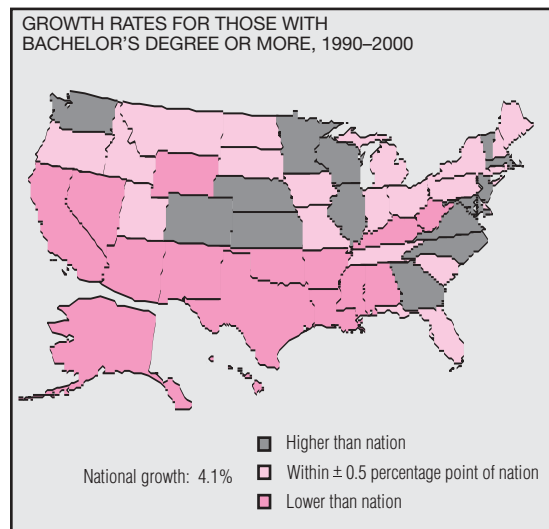 GROWTH RATES FOR THOSE WITH
BACHELOR’S DEGREE OR MORE, 1990–2000
Higher than nation
National growth: 4.1%
Within ± 0.5 percentage point of nation
Lower than nation